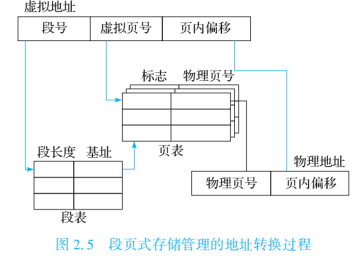 虚拟地址
段号 虚拟页号 页内偏移
标志 物理页号
段长度 基址
页表
物理地址
物理页号 页内偏移
段表
图 2.5 段页式存储管理的地址转换过程